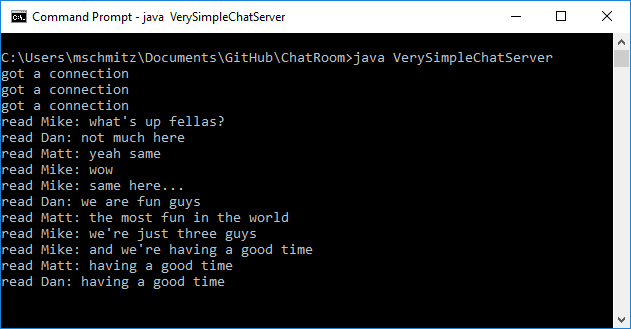 Command Prompt - java  VerySimpleChatServer
C:\Users\mschmitz\Documents\GitHub\ChatRoom>java VerySimpleChatServer
got a connection
got a connection
got a connection
read Mike: what's up fellas?
read Dan: not much here
read Matt: yeah same
read Mike: wow
read Mike: same here...
read Dan: we are fun guys
read Matt: the most fun in the world
read Mike: we're just three guys
read Mike: and we're having a good time
read Matt: having a good time
read Dan: having a good time